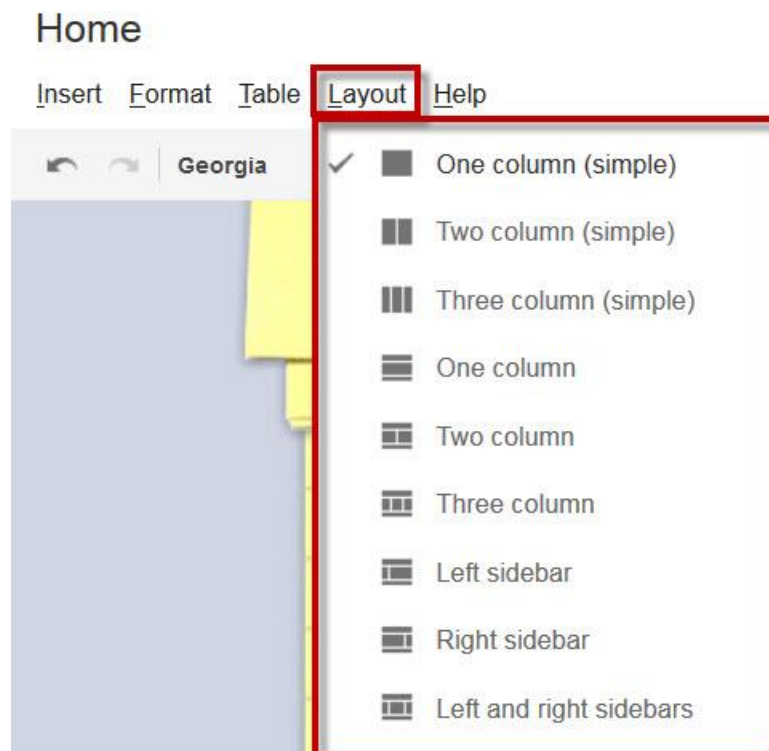 Home
Insert Format Table Layout Help
Georgia
One column (simple)
Two column (simple)
Three column (simple)
One column
Two column
Three column
Left sidebar
Right sidebar
Left and right sidebars